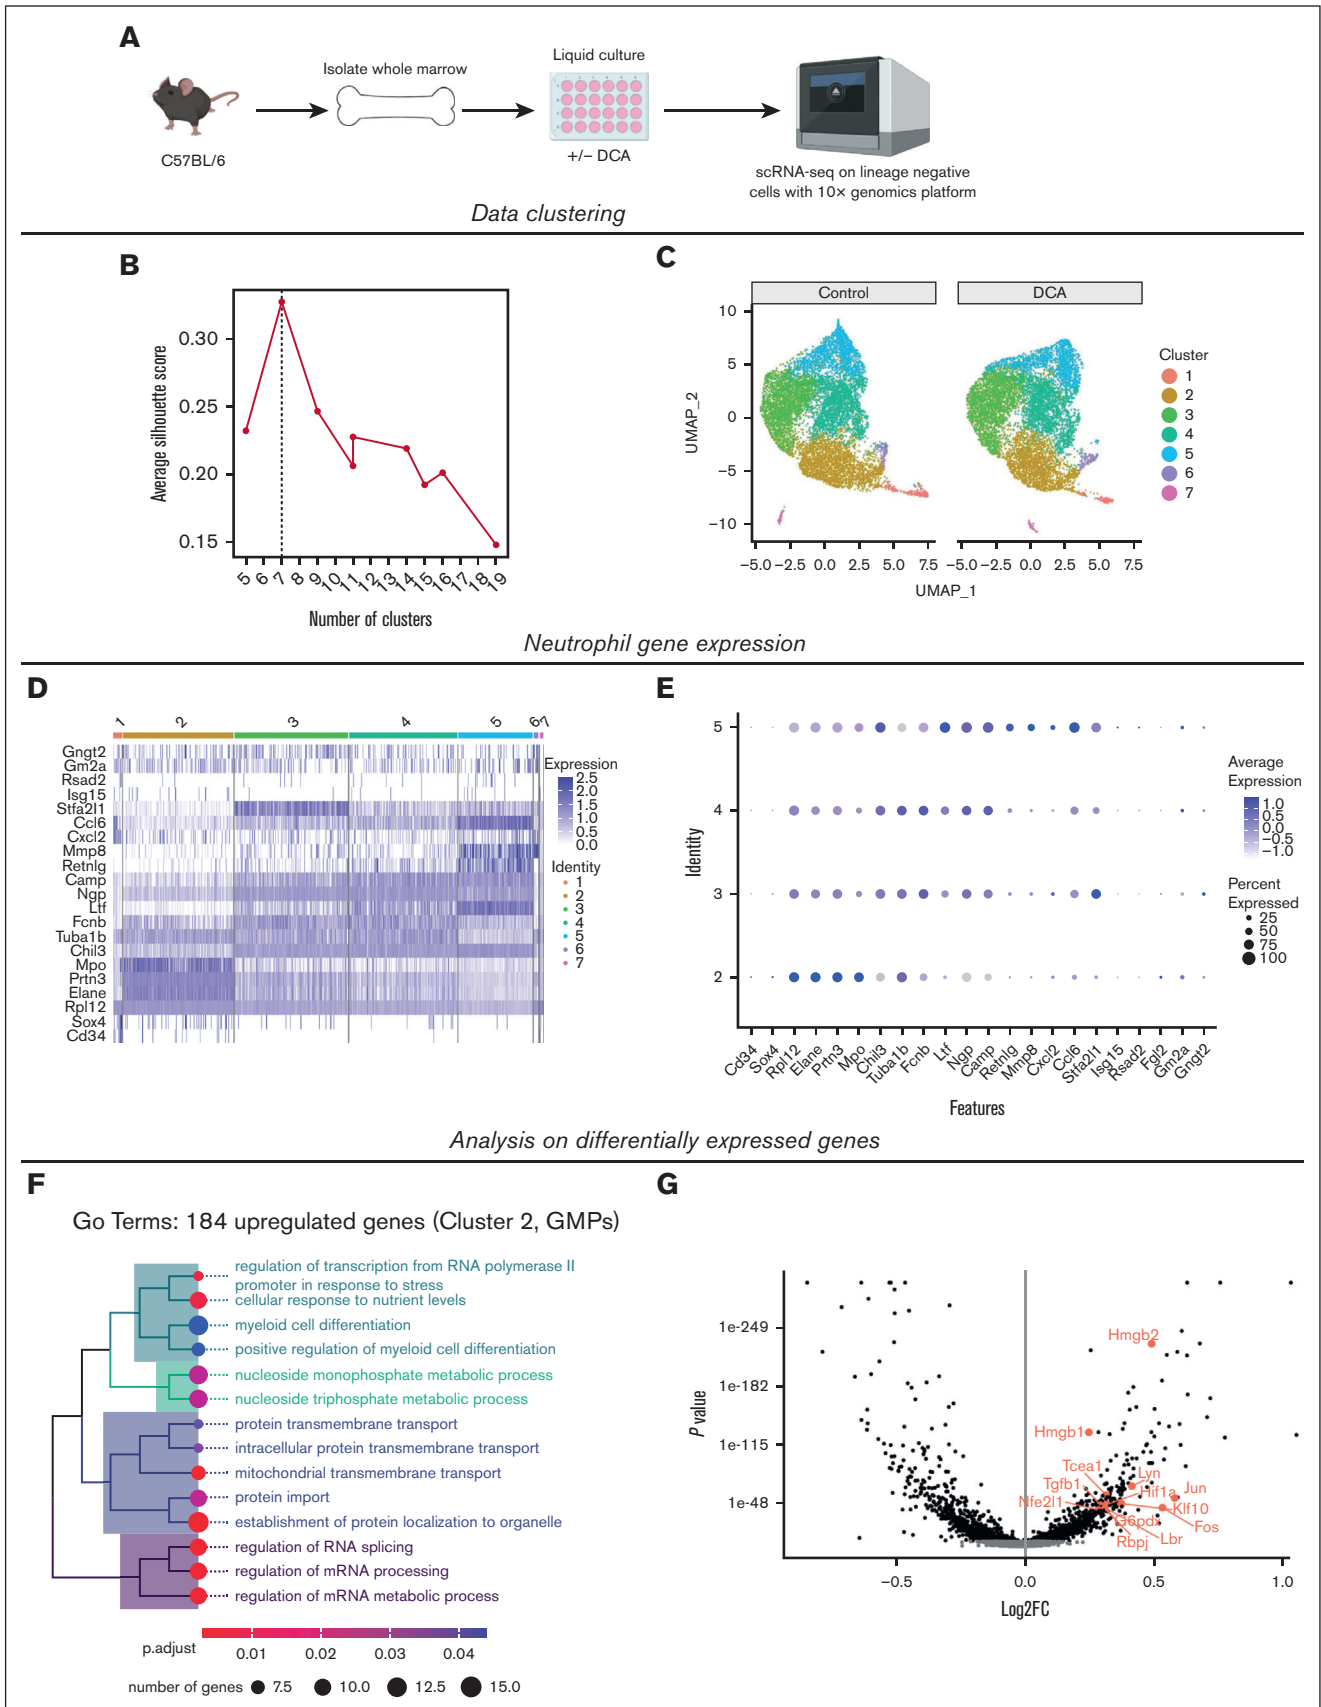 A
Isolate whole marrow
Liquid culture
C57BL/6
+/– DCA
scRNA-seq on lineage negative
cells with 10× genomics platform
Data clustering
B
Average silhouette score
0.30
0.25
0.20
0.15
5 6 7 8 9 10 11 12 13 14 15 16 17 18 19
Number of clusters
C
Control
DCA
UMAP_2
10
5
0
−5
−10
−5.0 −2.5 0.0 2.5 5.0 7.5
−5.0 −2.5 0.0 2.5 5.0 7.5
UMAP_1
Cluster
1
2
3
4
5
6
7
Neutrophil gene expression
D
1 2 3 4 5 6 7
Gngt2
Gm2a
Rsad2
Isg15
Stfa2l1
Ccl6
Cxcl2
Mmp8
Retnlg
Camp
Ngp
Ltf
Fcnb
Tuba1b
Chil3
Mpo
Prtn3
Elane
Rpl12
Sox4
Cd34
Expression
2.5
2.0
1.5
1.0
0.5
0.0
Identity
1
2
3
4
5
6
7
E
Identity
5
4
3
2
Cd34 Sox4 Rpl12 Elane Prtn3 Mpo Chil3 Tuba1b Fcnb Ltf Ngp Camp Retnlg Mmp8 Cxcl2 Ccl6 Stfa2l1 Isg15 Rsad2 Fgl2 Gm2a Gngt2
Features
Average
Expression
1.0
0.5
0.0
−0.5
−1.0
Percent
Expressed
25
50
75
100
Analysis on differentially expressed genes
F
Go Terms: 184 upregulated genes (Cluster 2, GMPs)
regulation of transcription from RNA polymerase II
promoter in response to stress
cellular response to nutrient levels
myeloid cell differentiation
positive regulation of myeloid cell differentiation
nucleoside monophosphate metabolic process
nucleoside triphosphate metabolic process
protein transmembrane transport
intracellular protein transmembrane transport
mitochondrial transmembrane transport
protein import
establishment of protein localization to organelle
regulation of RNA splicing
regulation of mRNA processing
regulation of mRNA metabolic process
p.adjust
0.01 0.02 0.03 0.04
number of genes 7.5 10.0 12.5 15.0
G
P value
1e-249
1e-182
1e-115
1e-48
Hmgb2
Hmgb1
Tcea1
Lyn
Tgfb1
Hif1a
Jun
Nfe2l1
Klf10
G6pdx
Fos
Rbpj
Lbr
−0.5 0.0 0.5 1.0
Log2FC